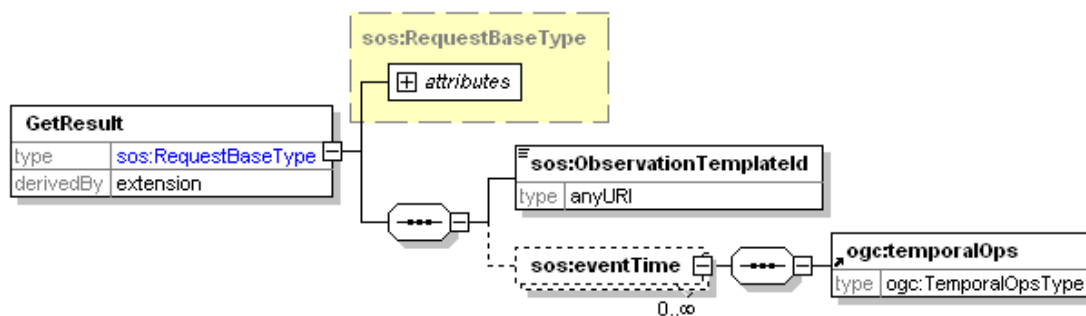 sos:RequestBaseType
attributes
GetResult
type sos:RequestBaseType
derivedBy extension
sos:ObservationTemplateId
type anyURI
sos:eventTime
0..∞
ogc:temporalOps
type ogc:TemporalOpsType